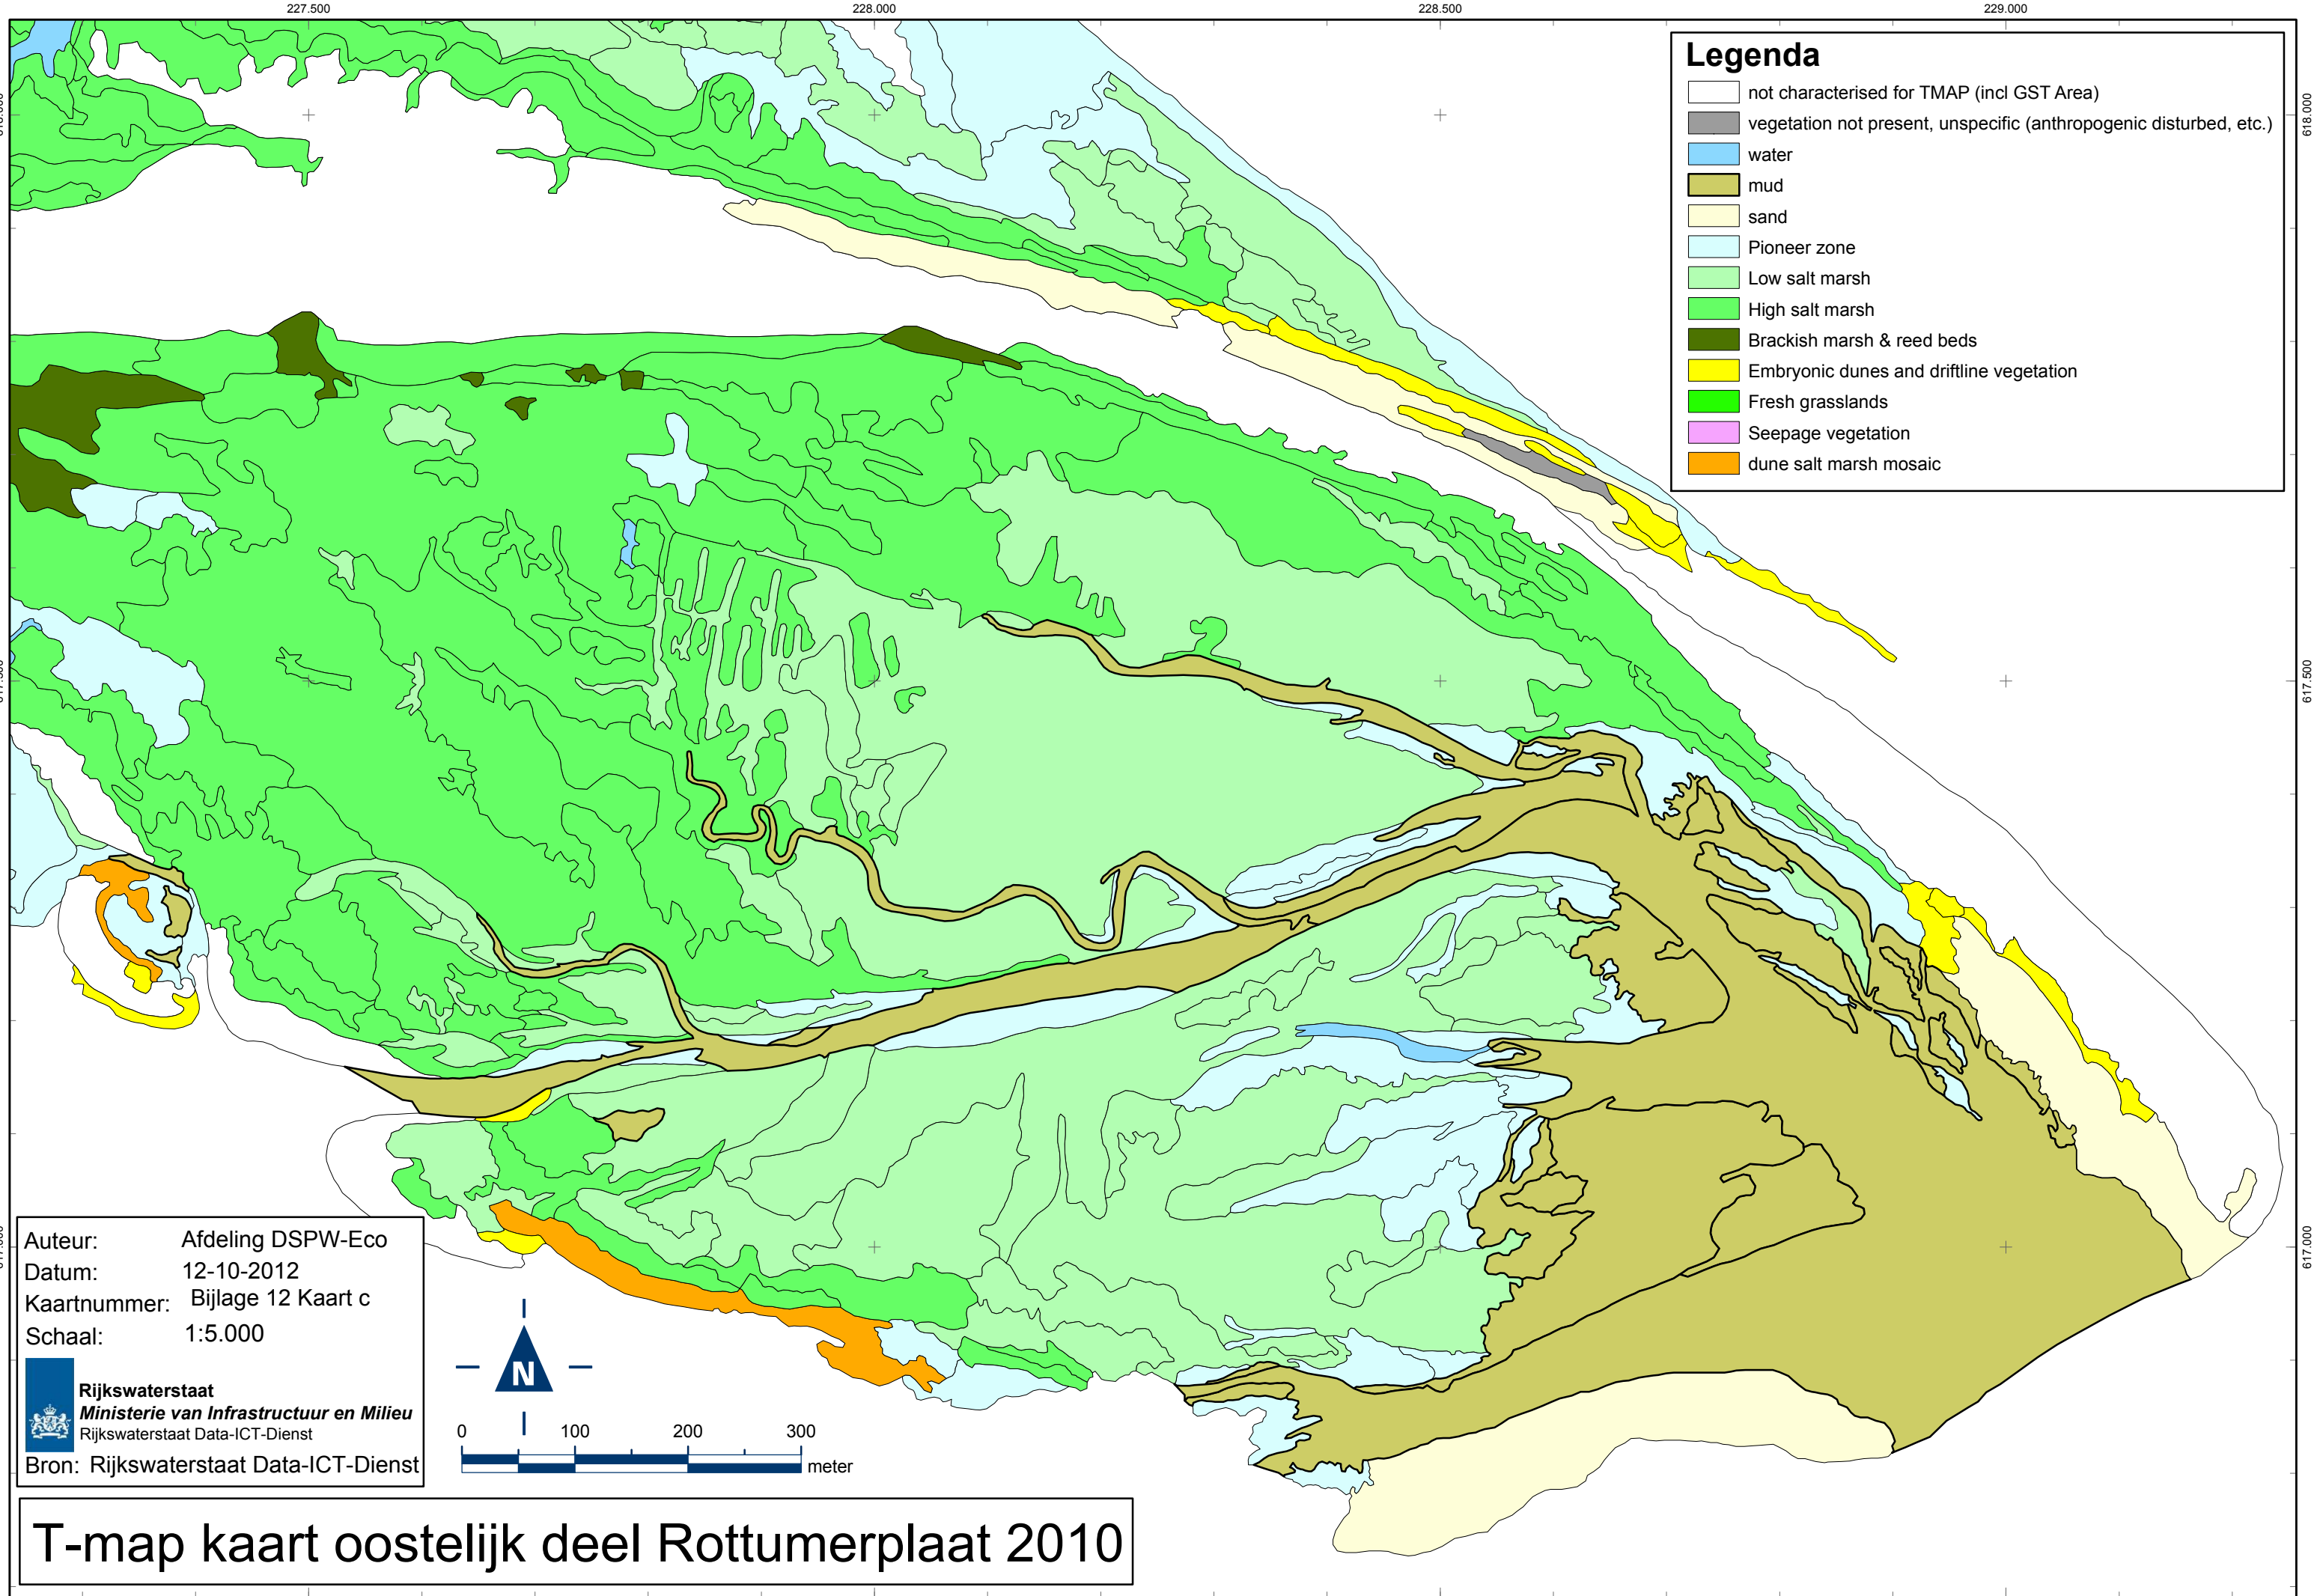 227.500 228.000 228.500 229.000
Legenda
not characterised for TMAP (incl GST Area)
vegetation not present, unspecific (anthropogenic disturbed, etc.)
water
mud
sand
Pioneer zone
Low salt marsh
High salt marsh
Brackish marsh & reed beds
Embryonic dunes and driftline vegetation
Fresh grasslands
Seepage vegetation
dune salt marsh mosaic
618.000
617.500
617.000
Auteur: Afdeling DSPW-Eco
Datum: 12-10-2012
Kaartnummer: Bijlage 12 Kaart c
Schaal: 1:5.000
Rijkswaterstaat
Ministerie van Infrastructuur en Milieu
Rijkswaterstaat Data-ICT-Dienst
Bron: Rijkswaterstaat Data-ICT-Dienst
N
0 100 200 300
meter
T-map kaart oostelijk deel Rottumerplaat 2010